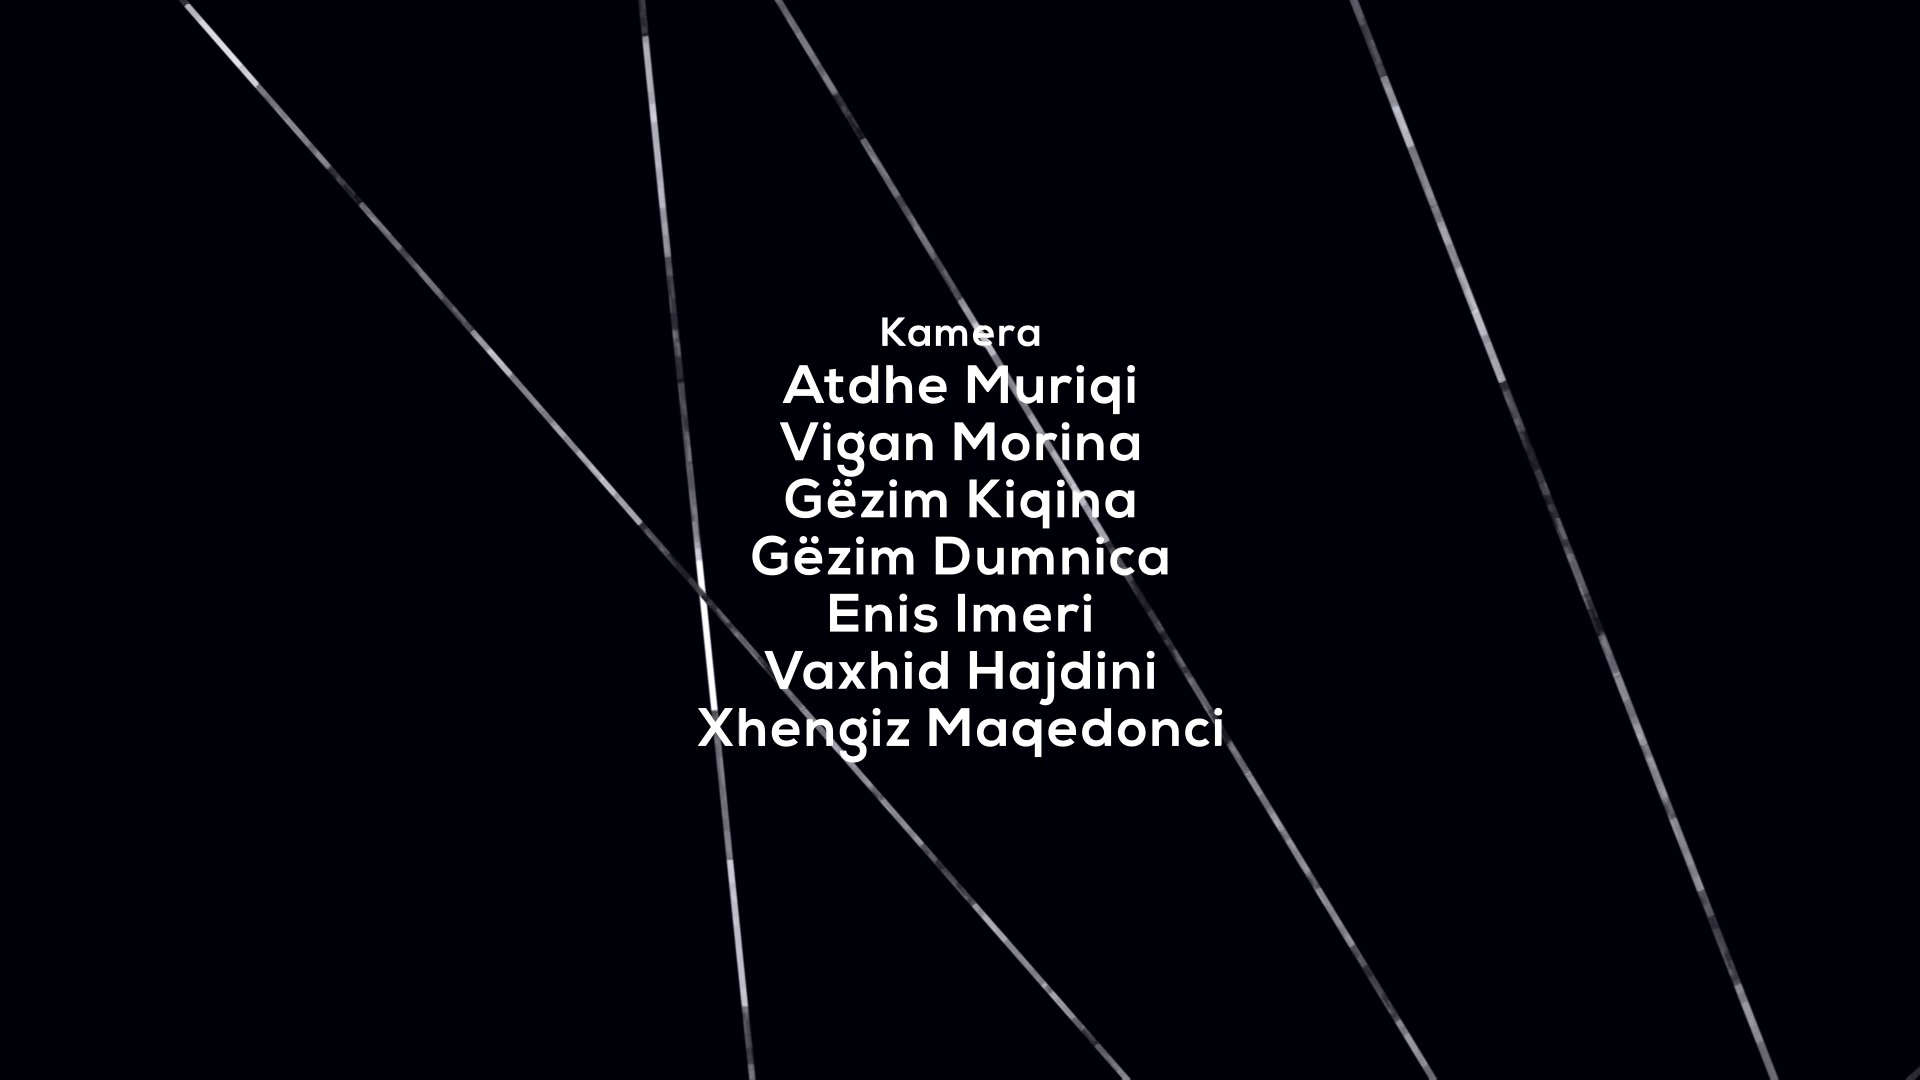 Kamera
Atdhe Muriqi
Vigan Morina
Gëzim Kiqina
Gëzim Dumnica
Enis Imeri
Vaxhid Hajdini
Xhengiz Maqedonci